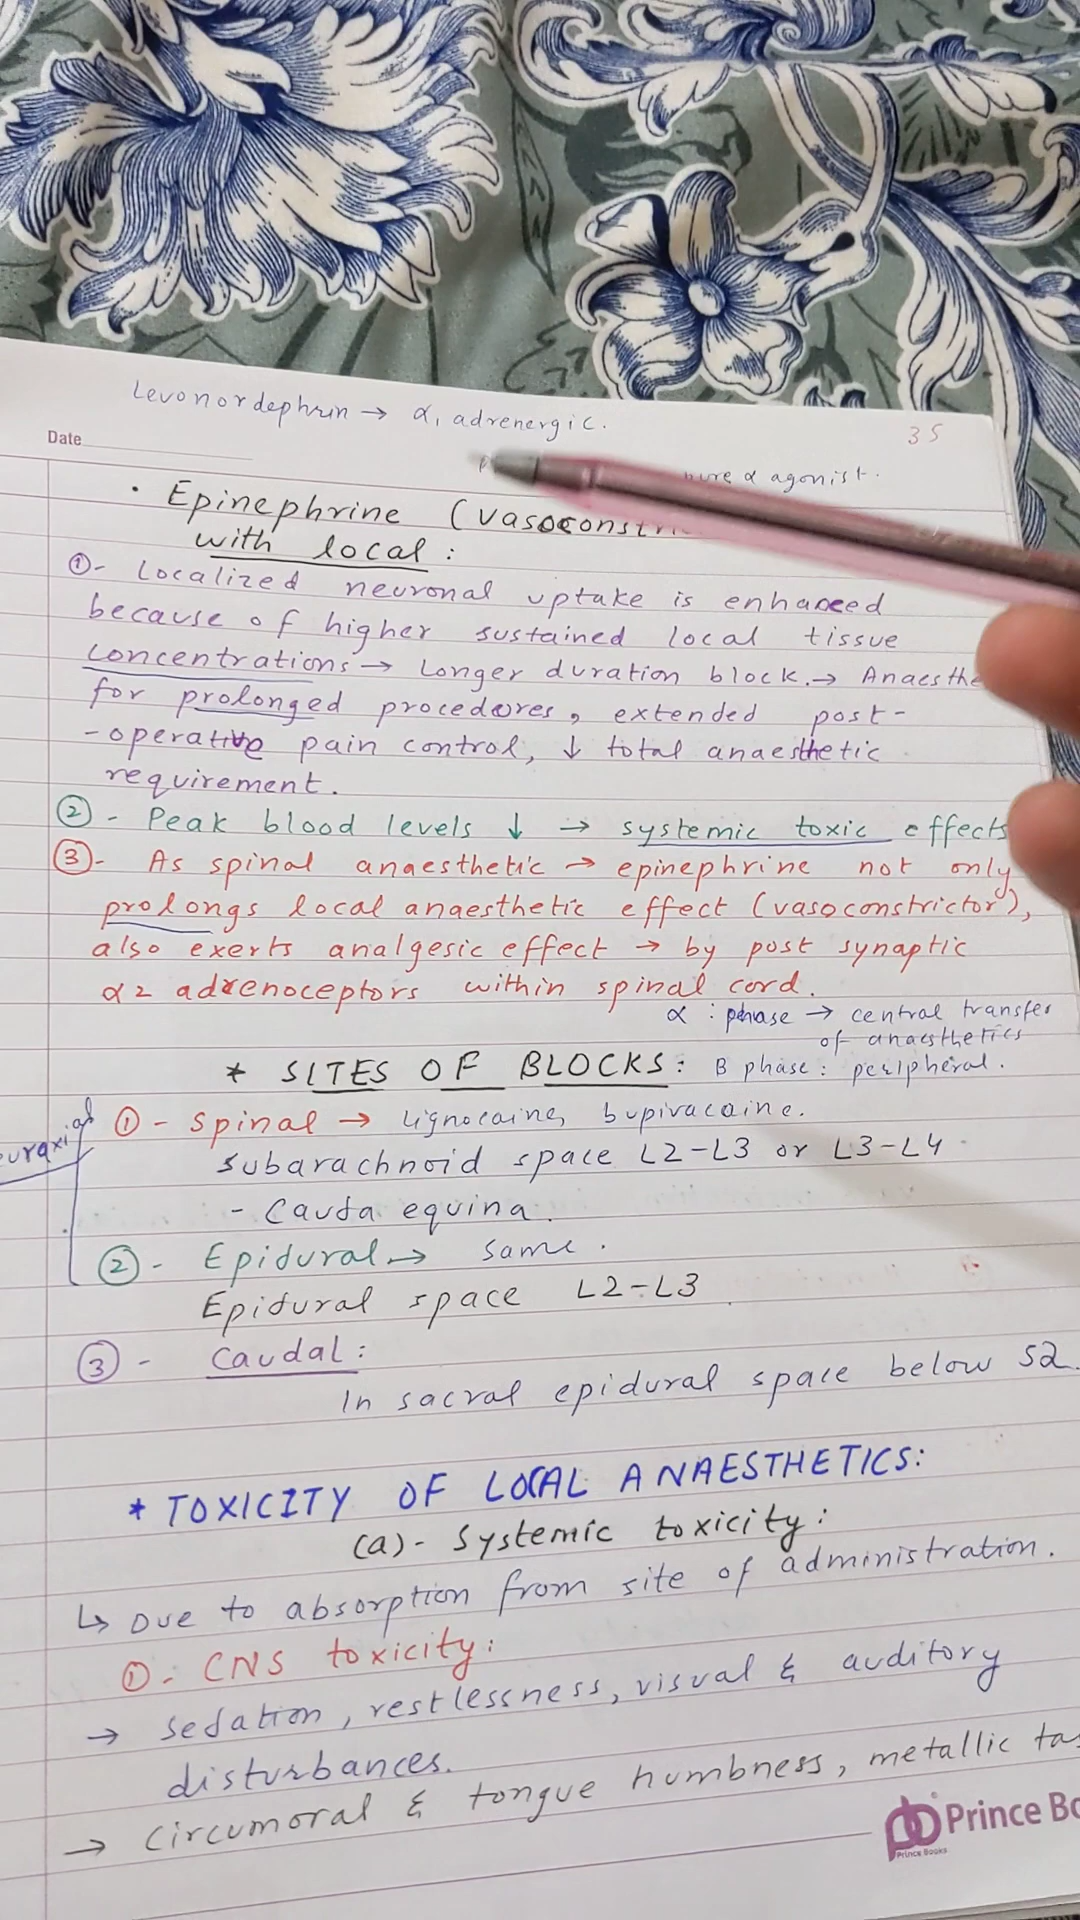 Levonordephrin → α, adrenergic.
35
Date
pure α agonist.
• Epinephrine (vasoconstri
with local :
①- Localized neuronal uptake is enhanced
because of higher sustained local tissue
concentrations → Longer duration block. → Anaesthe
for prolonged procedures, extended post-
-operative pain control, ↓ total anaesthetic
requirement.
② - Peak blood levels ↓ → systemic toxic effects
③- As spinal anaesthetic → epinephrine not only
prolongs local anaesthetic effect (vasoconstrictor),
also exerts analgesic effect → by post synaptic
α2 adrenoceptors within spinal cord.
α : phase → central transfer
of anaesthetics
* SITES OF BLOCKS: B phase: peripheral.
euraxial
① - Spinal → Lignocaine, bupivacaine.
Subarachnoid space L2-L3 or L3-L4
- Cauda equina.
② - Epidural → same.
Epidural space L2-L3
③ - Caudal:
In sacral epidural space below S2.
* TOXICITY OF LOCAL ANAESTHETICS:
(a)- Systemic toxicity:
↳ Due to absorption from site of administration.
①- CNS toxicity:
→ Sedation, restlessness, visual & auditory
disturbances.
→ Circumoral & tongue numbness, metallic tas
Prince Bo
Prince Books